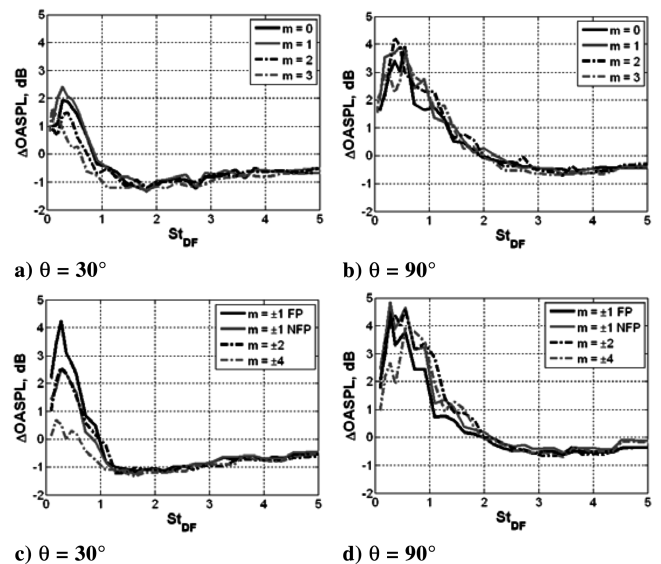 5
4
3
2
1
0
-1
-2
ΔOASPL, dB
m = 0
m = 1
m = 2
m = 3
0 1 2 3 4 5
St_DF
a) θ = 30°
5
4
3
2
1
0
-1
-2
ΔOASPL, dB
m = 0
m = 1
m = 2
m = 3
0 1 2 3 4 5
St_DF
b) θ = 90°
5
4
3
2
1
0
-1
-2
ΔOASPL, dB
m = ±1 FP
m = ±1 NFP
m = ±2
m = ±4
0 1 2 3 4 5
St_DF
c) θ = 30°
5
4
3
2
1
0
-1
-2
ΔOASPL, dB
m = ±1 FP
m = ±1 NFP
m = ±2
m = ±4
0 1 2 3 4 5
St_DF
d) θ = 90°